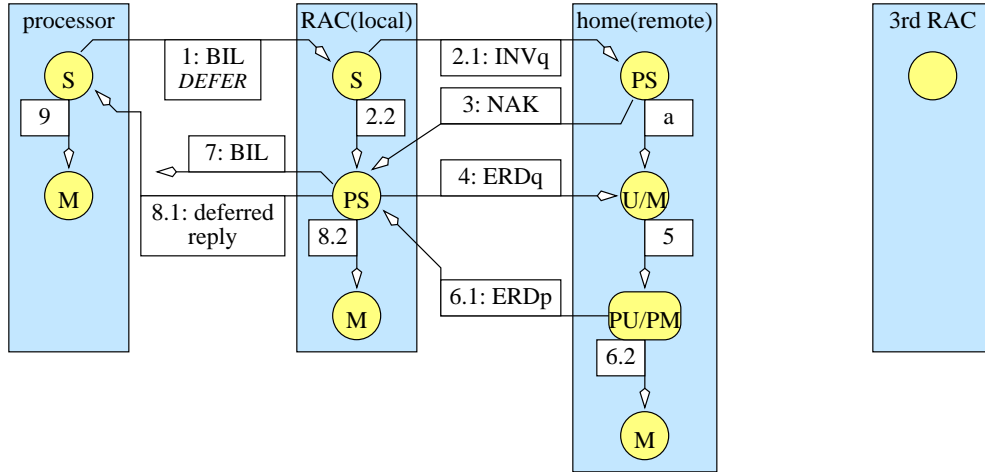 processor
RAC(local)
home(remote)
3rd RAC
1: BIL
DEFER
2.1: INVq
S
S
PS
3: NAK
9
2.2
a
7: BIL
4: ERDq
M
PS
U/M
8.1: deferred
reply
8.2
5
6.1: ERDp
M
PU/PM
6.2
M